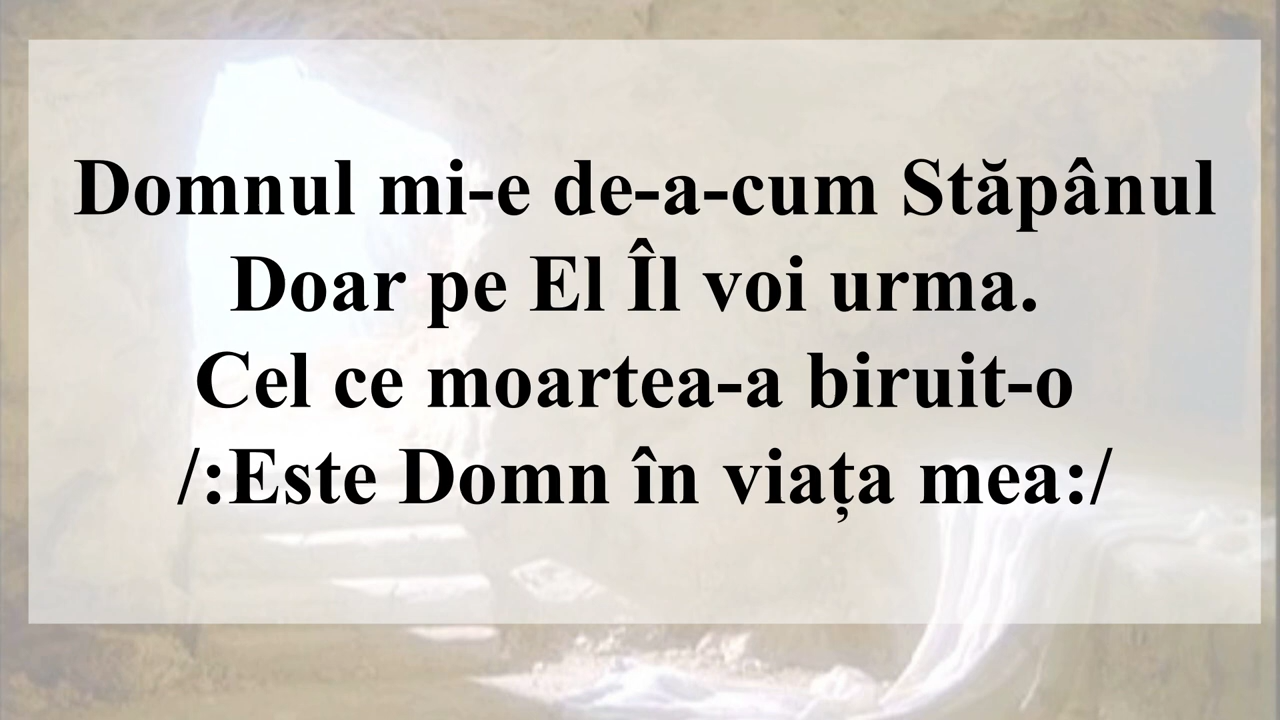 Domnul mi-e de-a-cum Stăpânul
Doar pe El Îl voi urma.
Cel ce moartea-a biruit-o
/:Este Domn în viața mea:/